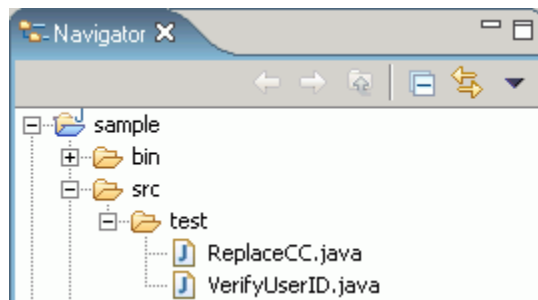 Navigator
sample
bin
src
test
ReplaceCC.java
VerifyUserID.java